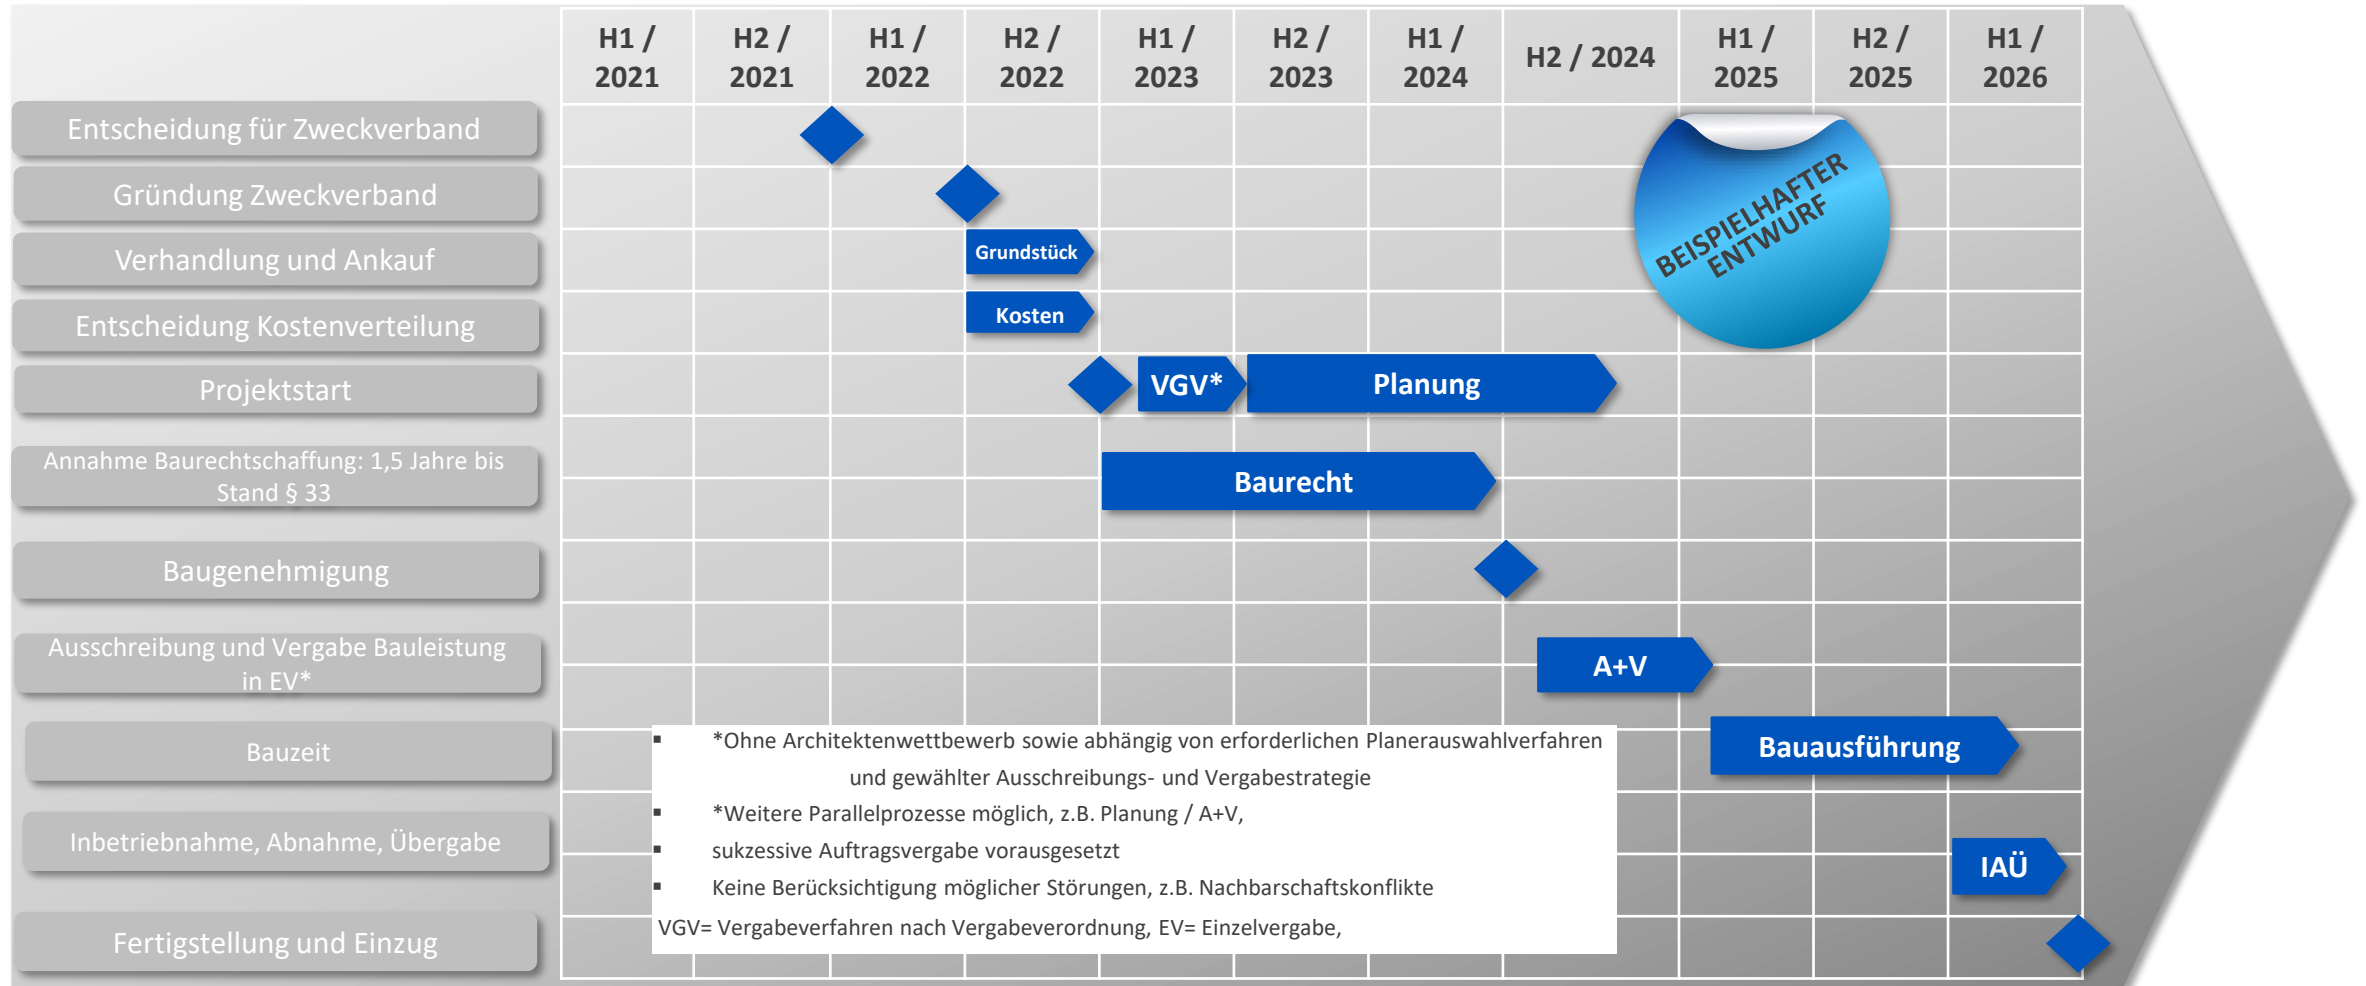 H1 /
2021
H2 /
2021
H1 /
2022
H2 /
2022
H1 /
2023
H2 /
2023
H1 /
2024
H2 / 2024
H1 /
2025
H2 /
2025
H1 /
2026
Entscheidung für Zweckverband
BEISPIELHAFTER
ENTWURF
Gründung Zweckverband
Verhandlung und Ankauf
Grundstück
Entscheidung Kostenverteilung
Kosten
Projektstart
VGV*
Planung
Annahme Baurechtschaffung: 1,5 Jahre bis
Stand § 33
Baurecht
Baugenehmigung
Ausschreibung und Vergabe Bauleistung
in EV*
A+V
Bauzeit
Bauausführung
▪ *Ohne Architektenwettbewerb sowie abhängig von erforderlichen Planerauswahlverfahren
und gewählter Ausschreibungs- und Vergabestrategie
▪ *Weitere Parallelprozesse möglich, z.B. Planung / A+V,
▪ sukzessive Auftragsvergabe vorausgesetzt
▪ Keine Berücksichtigung möglicher Störungen, z.B. Nachbarschaftskonflikte
VGV= Vergabeverfahren nach Vergabeverordnung, EV= Einzelvergabe,
Inbetriebnahme, Abnahme, Übergabe
IAÜ
Fertigstellung und Einzug